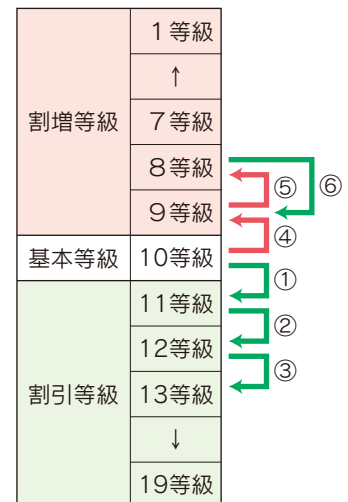 1等級
↑
割増等級 7等級
8等級
⑤ ⑥
9等級
④
基本等級 10等級
①
11等級
②
12等級
③
割引等級 13等級
↓
19等級